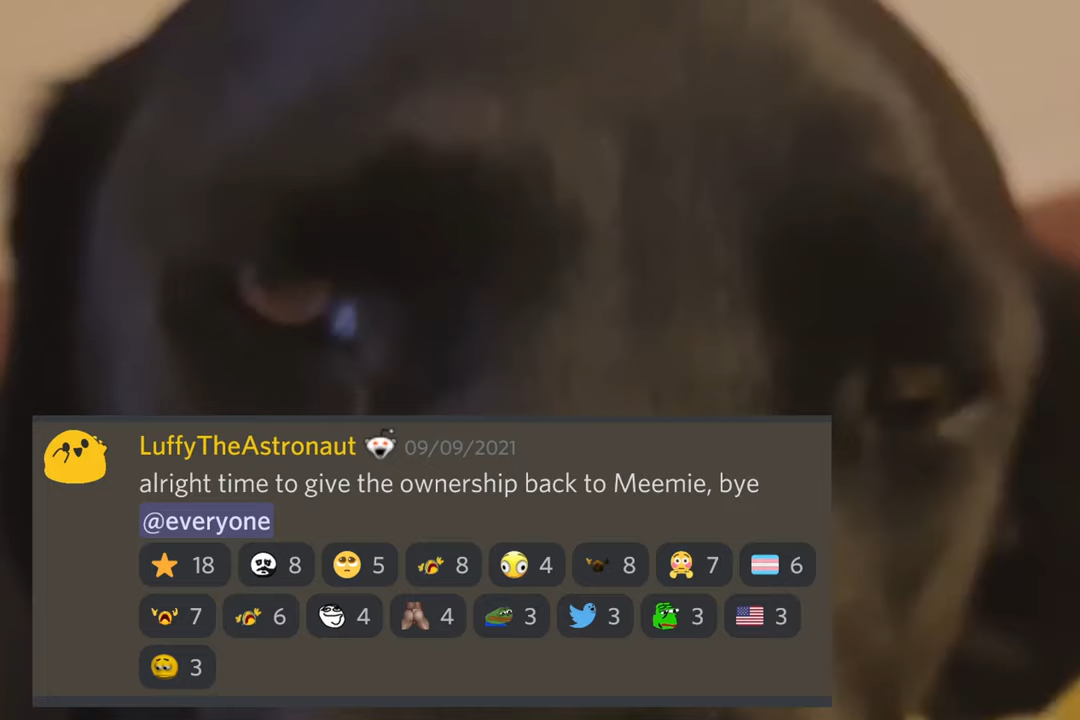 LuffyTheAstronaut 09/09/2021
alright time to give the ownership back to Meemie, bye
@everyone
18 8 5 8 4 8 7 6
7 6 4 4 3 3 3 3
3